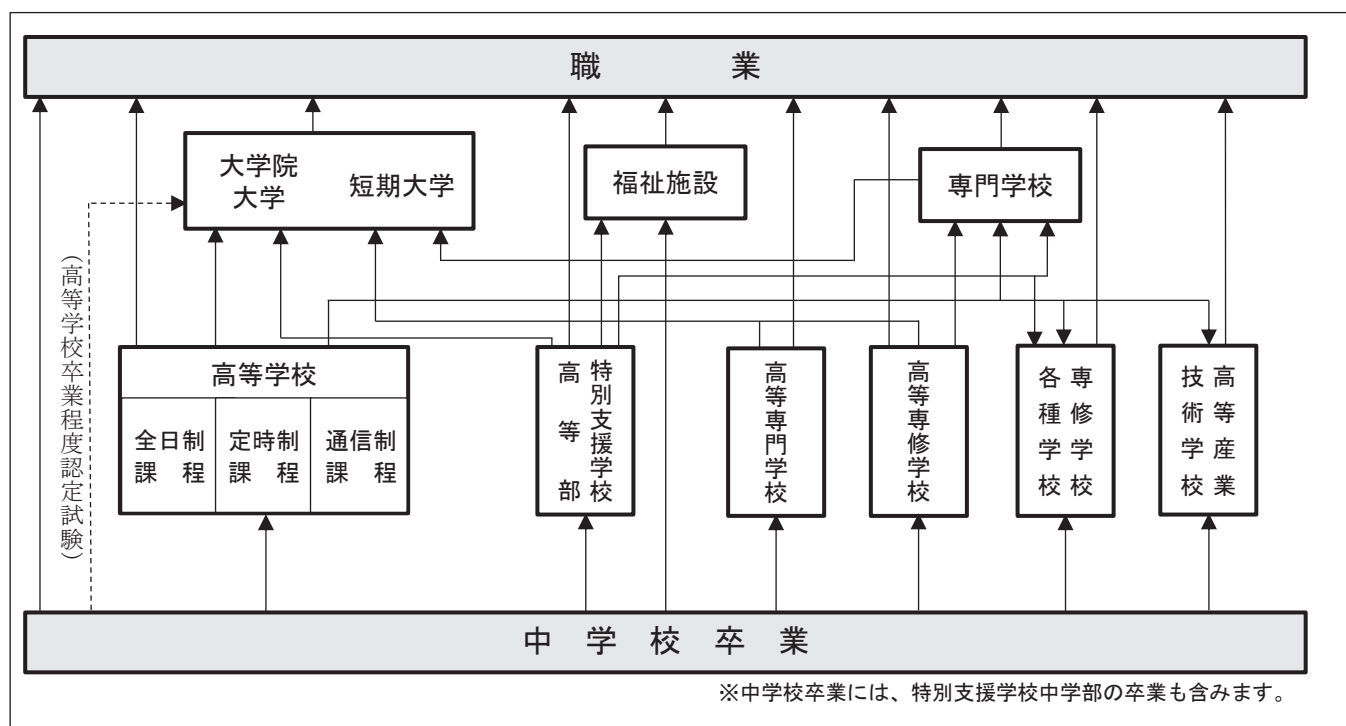 職業
大学院
大学
短期大学
福祉施設
専門学校
(高等学校卒業程度認定試験)
高等学校
全日制
課程
定時制
課程
通信制
課程
特別支援学校
高等部
高等専門学校
高等専修学校
専修学校
各種学校
高等産業
技術学校
中学校卒業
※中学校卒業には、特別支援学校中学部の卒業も含みます。